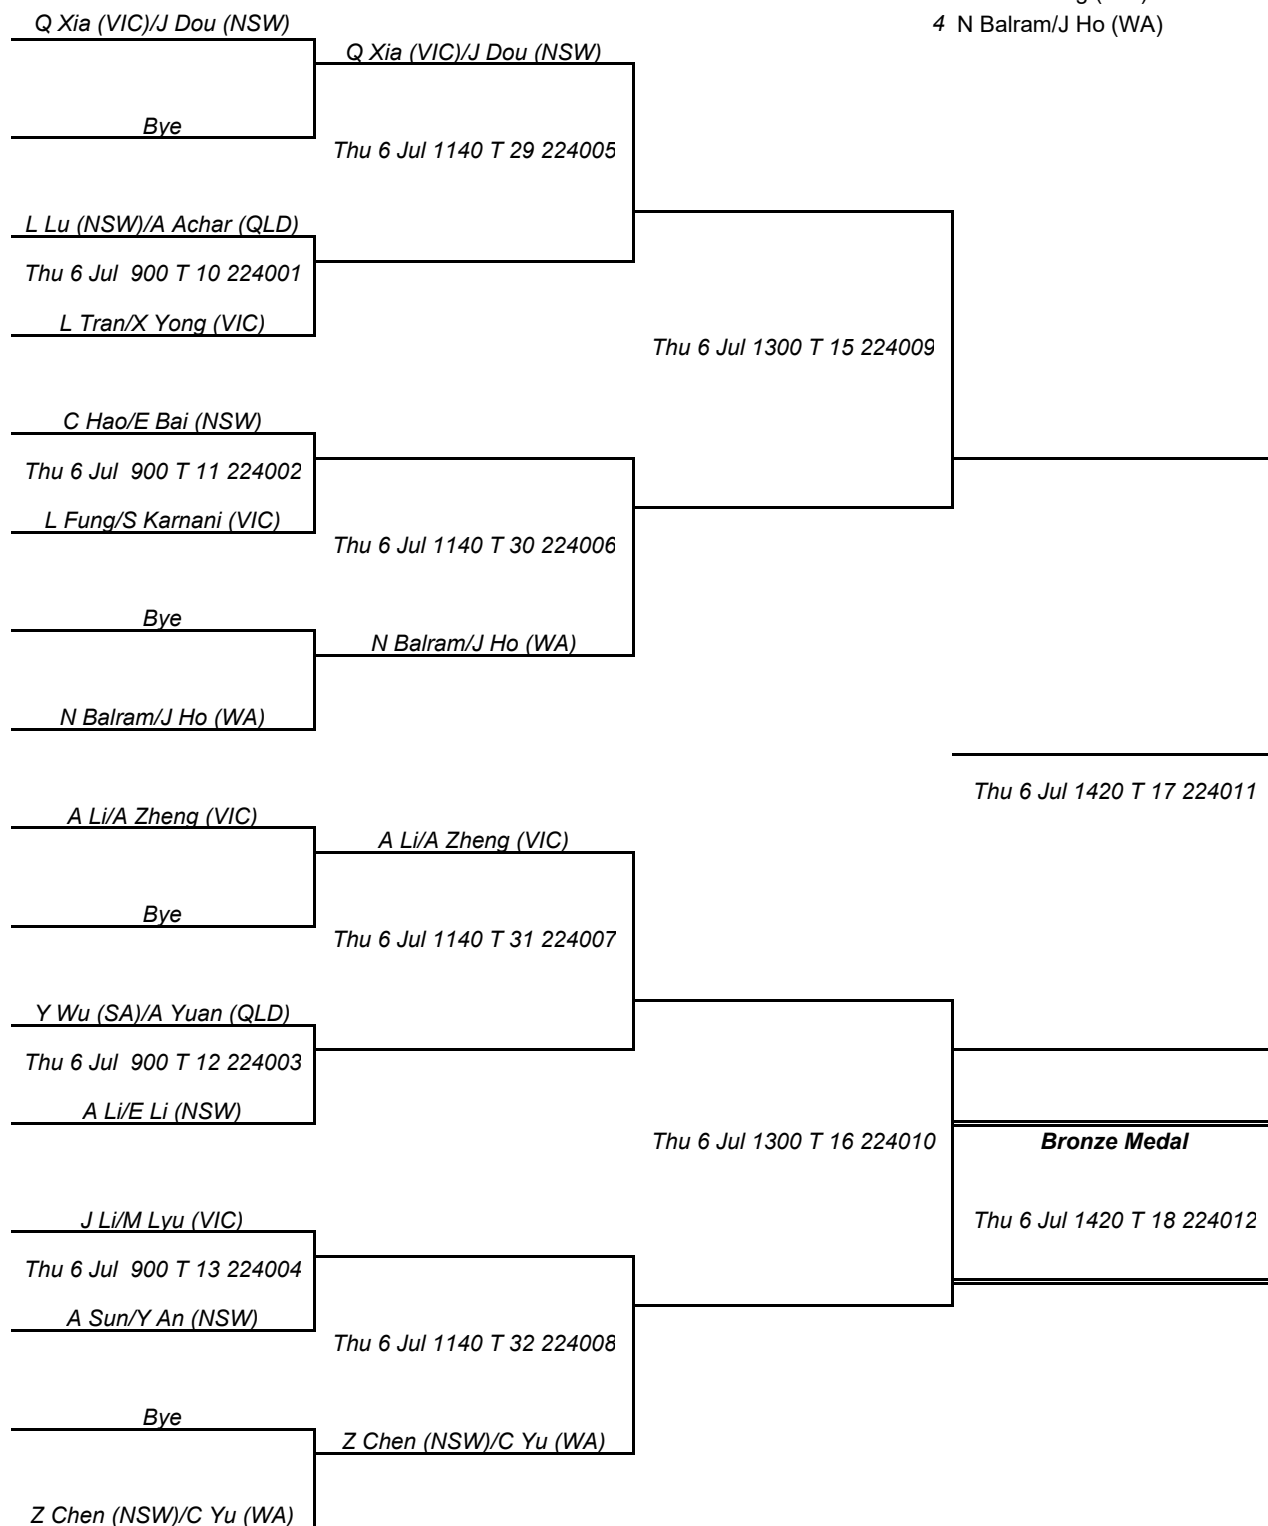 Q Xia (VIC)/J Dou (NSW)
4 N Balram/J Ho (WA)
Q Xia (VIC)/J Dou (NSW)
Bye
Thu 6 Jul 1140 T 29 224005
L Lu (NSW)/A Achar (QLD)
Thu 6 Jul 900 T 10 224001
L Tran/X Yong (VIC)
Thu 6 Jul 1300 T 15 224009
C Hao/E Bai (NSW)
Thu 6 Jul 900 T 11 224002
L Fung/S Karnani (VIC)
Thu 6 Jul 1140 T 30 224006
Bye
N Balram/J Ho (WA)
N Balram/J Ho (WA)
Thu 6 Jul 1420 T 17 224011
A Li/A Zheng (VIC)
A Li/A Zheng (VIC)
Bye
Thu 6 Jul 1140 T 31 224007
Y Wu (SA)/A Yuan (QLD)
Thu 6 Jul 900 T 12 224003
A Li/E Li (NSW)
Thu 6 Jul 1300 T 16 224010
Bronze Medal
J Li/M Lyu (VIC)
Thu 6 Jul 1420 T 18 224012
Thu 6 Jul 900 T 13 224004
A Sun/Y An (NSW)
Thu 6 Jul 1140 T 32 224008
Bye
Z Chen (NSW)/C Yu (WA)
Z Chen (NSW)/C Yu (WA)